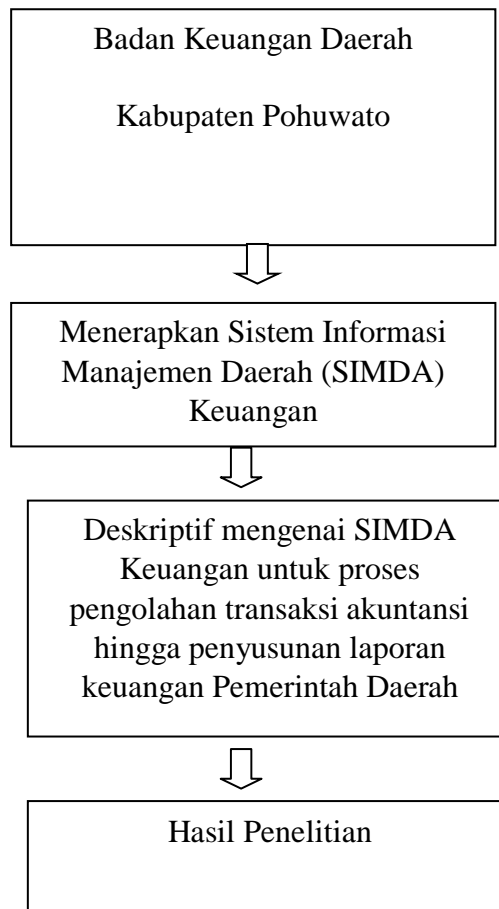 Badan Keuangan Daerah
Kabupaten Pohuwato
Menerapkan Sistem Informasi
Manajemen Daerah (SIMDA)
Keuangan
Deskriptif mengenai SIMDA
Keuangan untuk proses
pengolahan transaksi akuntansi
hingga penyusunan laporan
keuangan Pemerintah Daerah
Hasil Penelitian